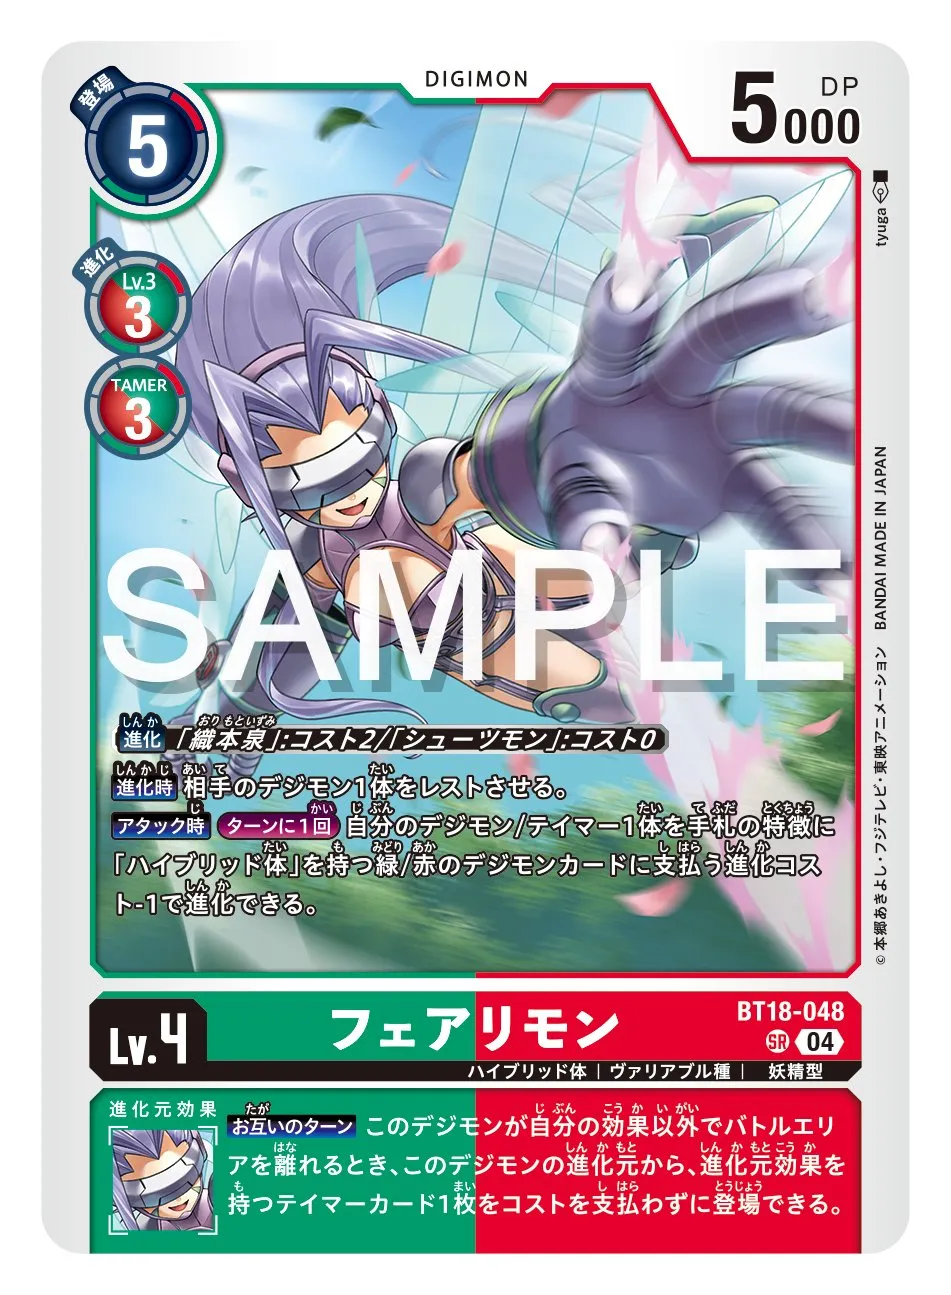 DIGIMON
登場
5
DP
5000
進化
Lv.3
3
TAMER
3
tyuga
BANDAI MADE IN JAPAN
©本郷あきよし・フジテレビ・東映アニメーション
SAMPLE
進化 「織本泉」:コスト2/「シューツモン」:コスト0
進化時 相手のデジモン1体をレストさせる。
アタック時 ターンに1回 自分のデジモン/テイマー1体を手札の特徴に
「ハイブリッド体」を持つ緑/赤のデジモンカードに支払う進化コス
ト-1で進化できる。
Lv.4
フェアリモン
BT18-048
SR 04
ハイブリッド体 | ヴァリアブル種 | 妖精型
進化元効果
お互いのターン このデジモンが自分の効果以外でバトルエリ
アを離れるとき、このデジモンの進化元から、進化元効果を
持つテイマーカード1枚をコストを支払わずに登場できる。